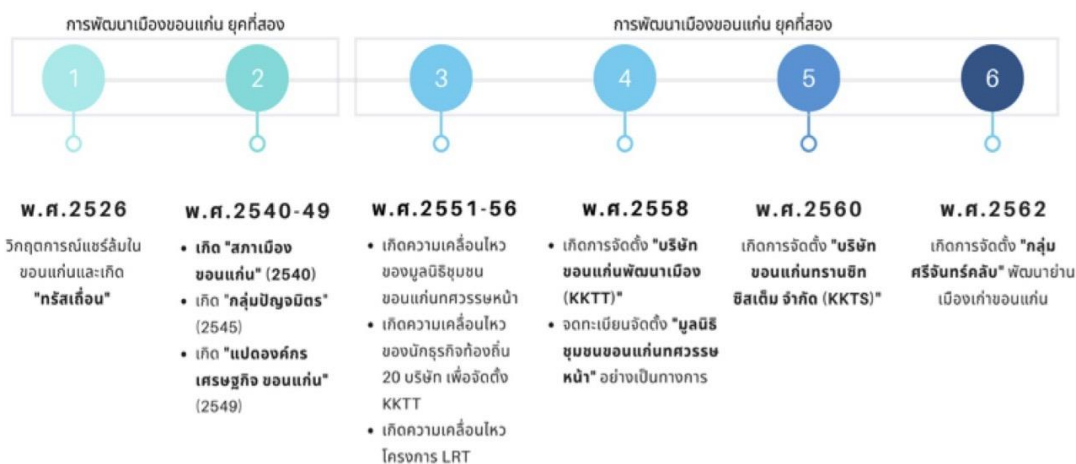 การพัฒนาเมืองขอนแก่น ยุคที่สอง
การพัฒนาเมืองขอนแก่น ยุคที่สอง
1
2
3
4
5
6
พ.ศ.2526
วิกฤตการณ์แชร์ล้มใน
ขอนแก่นและเกิด
"ทรัสเถื่อน"
พ.ศ.2540-49
• เกิด "สภาเมือง
ขอนแก่น" (2540)
• เกิด "กลุ่มปัญจมิตร"
(2545)
• เกิด "แปดองค์กร
เศรษฐกิจ ขอนแก่น"
(2549)
พ.ศ.2551-56
• เกิดความเคลื่อนไหว
ของมูลนิธิชุมชน
ขอนแก่นทศวรรษหน้า
• เกิดความเคลื่อนไหว
ของนักธุรกิจท้องถิ่น
20 บริษัท เพื่อจัดตั้ง
KKTT
• เกิดความเคลื่อนไหว
โครงการ LRT
พ.ศ.2558
• เกิดการจัดตั้ง "บริษัท
ขอนแก่นพัฒนาเมือง
(KKTT)"
• จดทะเบียนจัดตั้ง "มูลนิธิ
ชุมชนขอนแก่นทศวรรษ
หน้า" อย่างเป็นทางการ
พ.ศ.2560
เกิดการจัดตั้ง "บริษัท
ขอนแก่นทรานซิท
ซิสเต็ม จำกัด (KKTS)"
พ.ศ.2562
เกิดการจัดตั้ง "กลุ่ม
ศรีจันทร์คลับ" พัฒนาย่าน
เมืองเก่าขอนแก่น